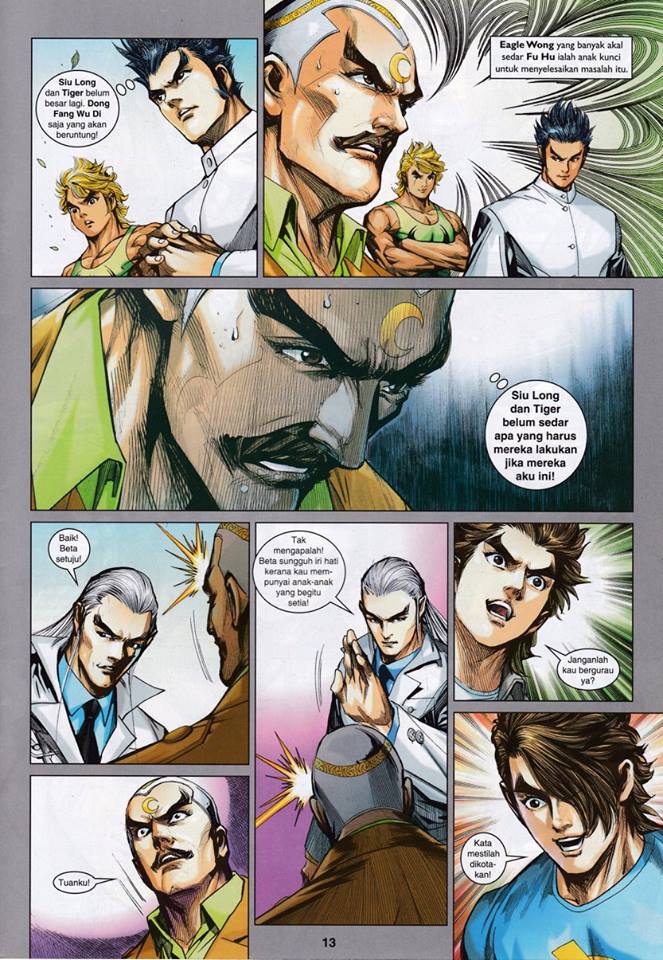 Siu Long
dan Tiger belum
besar lagi. Dong
Fang Wu Di
saja yang akan
beruntung!
Eagle Wong yang banyak akal
sedar Fu Hu ialah anak kunci
untuk menyelesaikan masalah itu.
Siu Long
dan Tiger
belum sedar
apa yang harus
mereka lakukan
jika mereka
aku ini!
Baik!
Beta
setuju!
Tak
mengapalah!
Beta sungguh iri hati
kerana kau mem-
punyai anak-anak
yang begitu
setia!
Janganlah
kau bergurau
ya?
Tuanku!
Kata
mestilah
dikota-
kan!
13